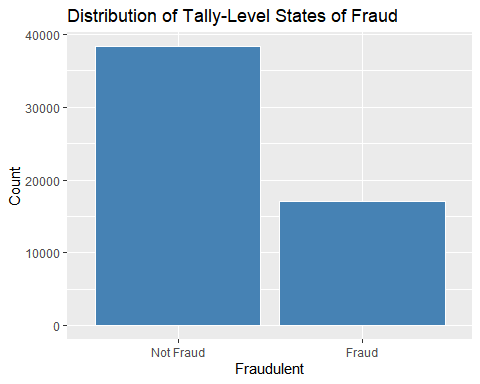 Distribution of Tally-Level States of Fraud
40000
30000
20000
10000
0
Count
Not Fraud Fraud
Fraudulent